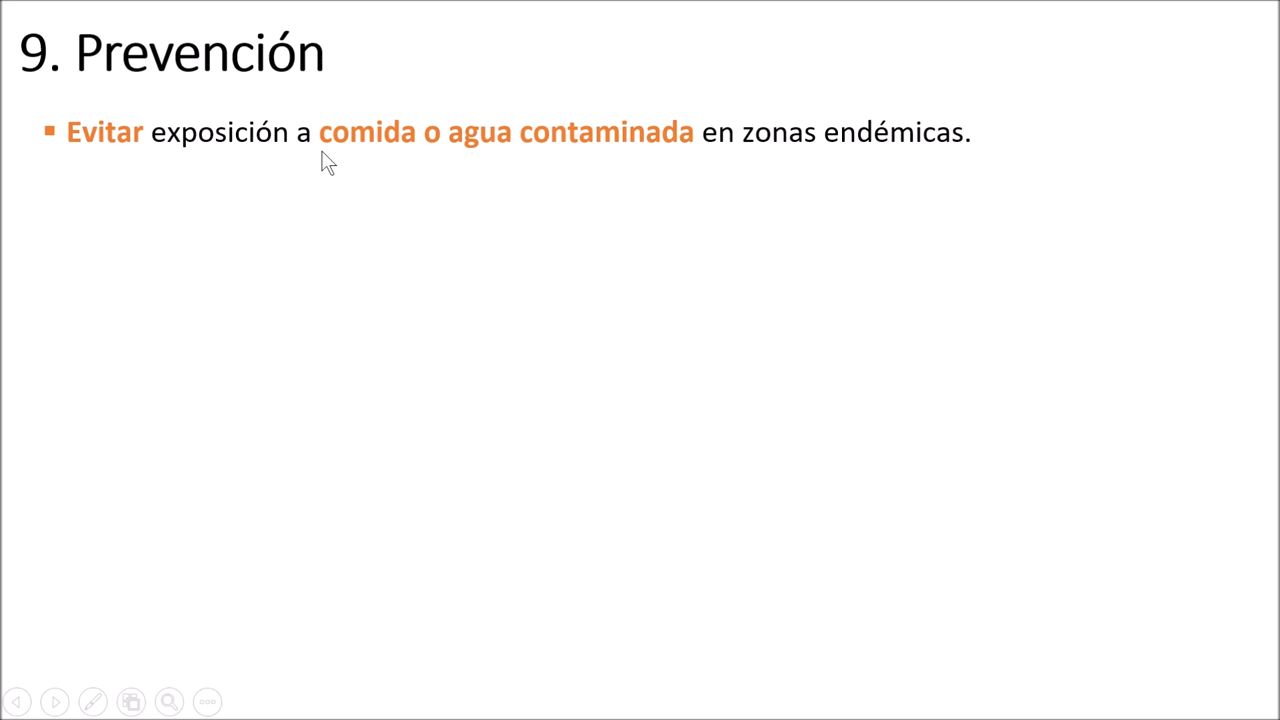 9. Prevención
Evitar exposición a comida o agua contaminada en zonas endémicas.